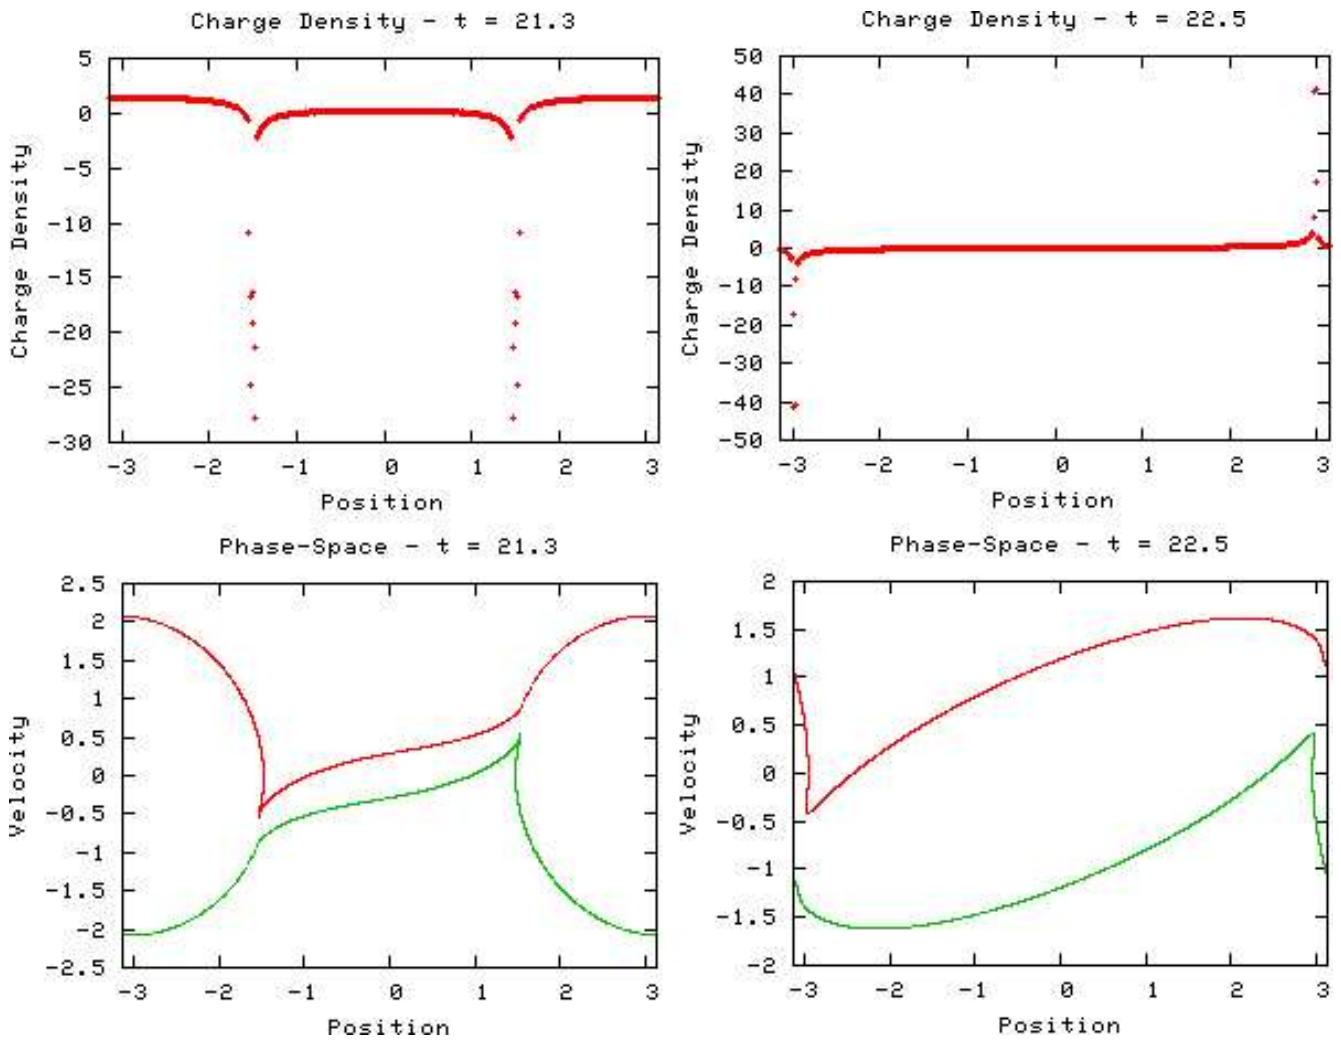 Charge Density - t = 21.3
5
0
-5
-10
-15
-20
-25
-30
Charge Density
-3 -2 -1 0 1 2 3
Position
Charge Density - t = 22.5
50
40
30
20
10
0
-10
-20
-30
-40
-50
Charge Density
-3 -2 -1 0 1 2 3
Position
Phase-Space - t = 21.3
2.5
2
1.5
1
0.5
0
-0.5
-1
-1.5
-2
-2.5
Velocity
-3 -2 -1 0 1 2 3
Position
Phase-Space - t = 22.5
2
1.5
1
0.5
0
-0.5
-1
-1.5
-2
Velocity
-3 -2 -1 0 1 2 3
Position